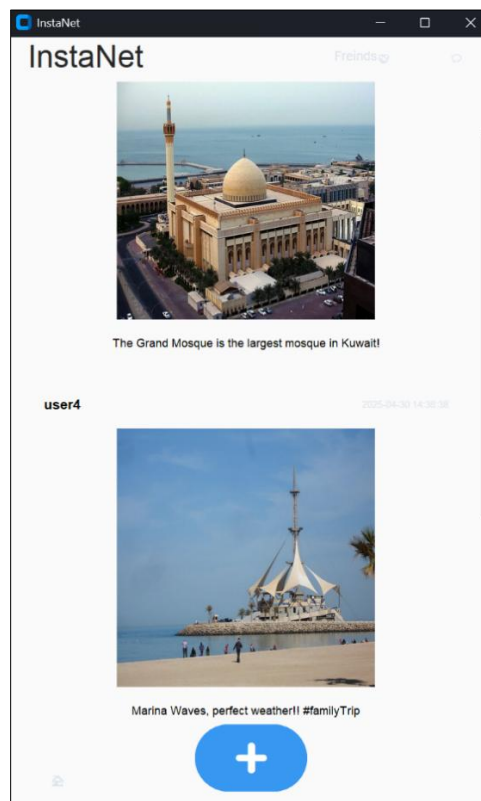 InstaNet
InstaNet
Freinds
The Grand Mosque is the largest mosque in Kuwait!
user4
2025-04-30 14:38:38
Marina Waves, perfect weather!! #familyTrip